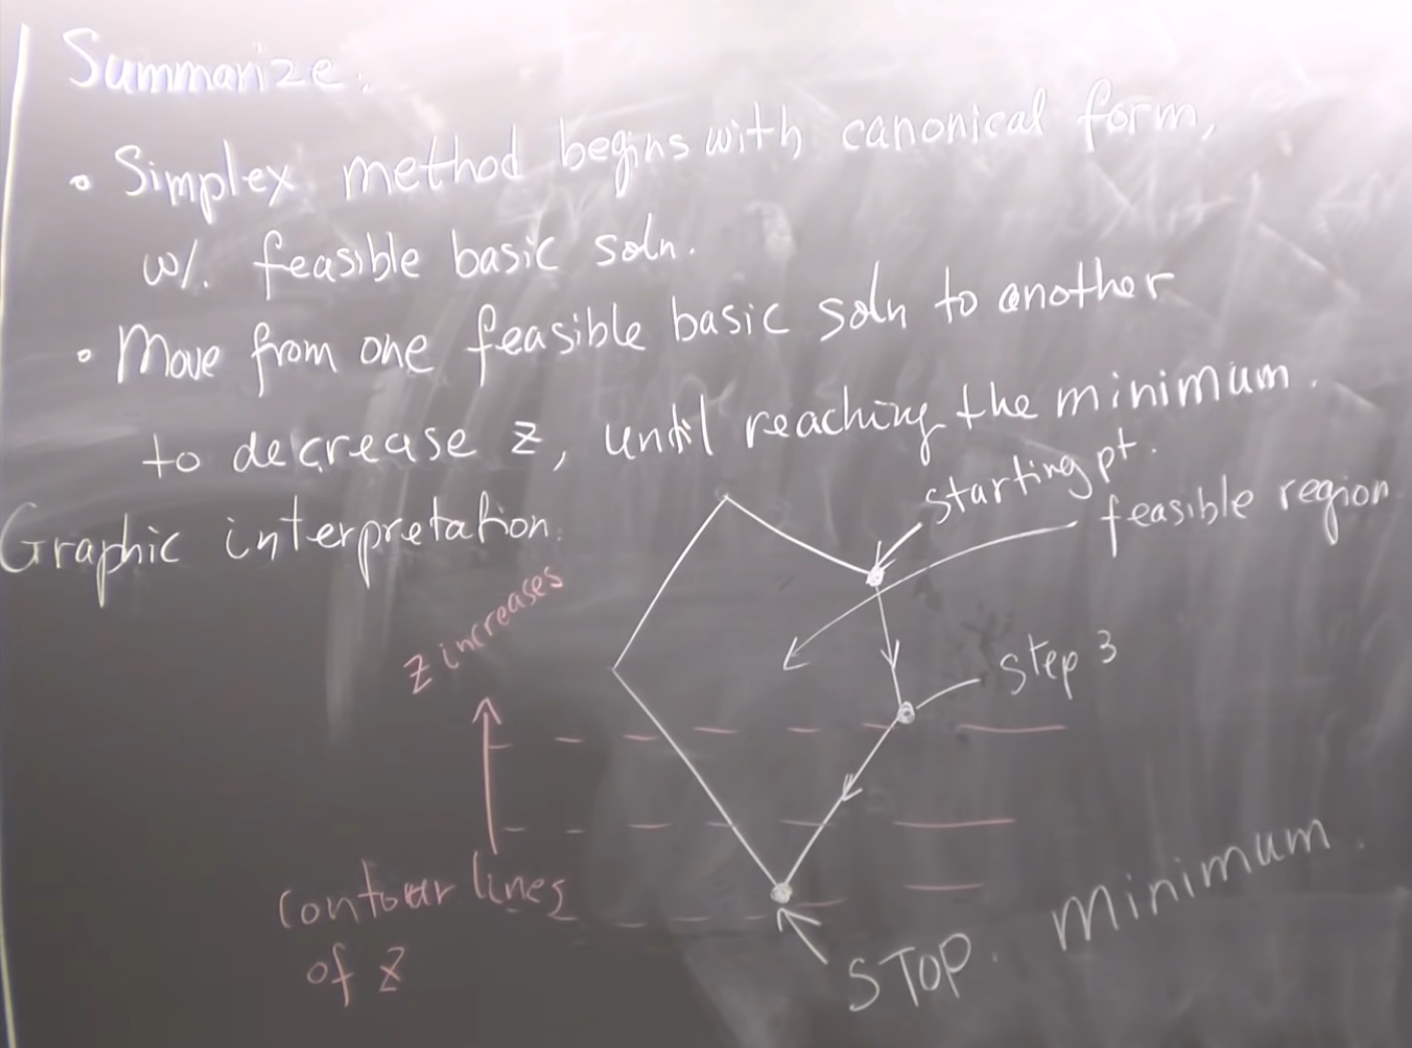 Summarize:
• Simplex method begins with canonical form,
w/. feasible basic soln.
• Move from one feasible basic soln to another
to decrease z, until reaching the minimum.
Graphic interpretation.
starting pt.
feasible region.
z increases
step 3
contour lines
of z
STOP. minimum.